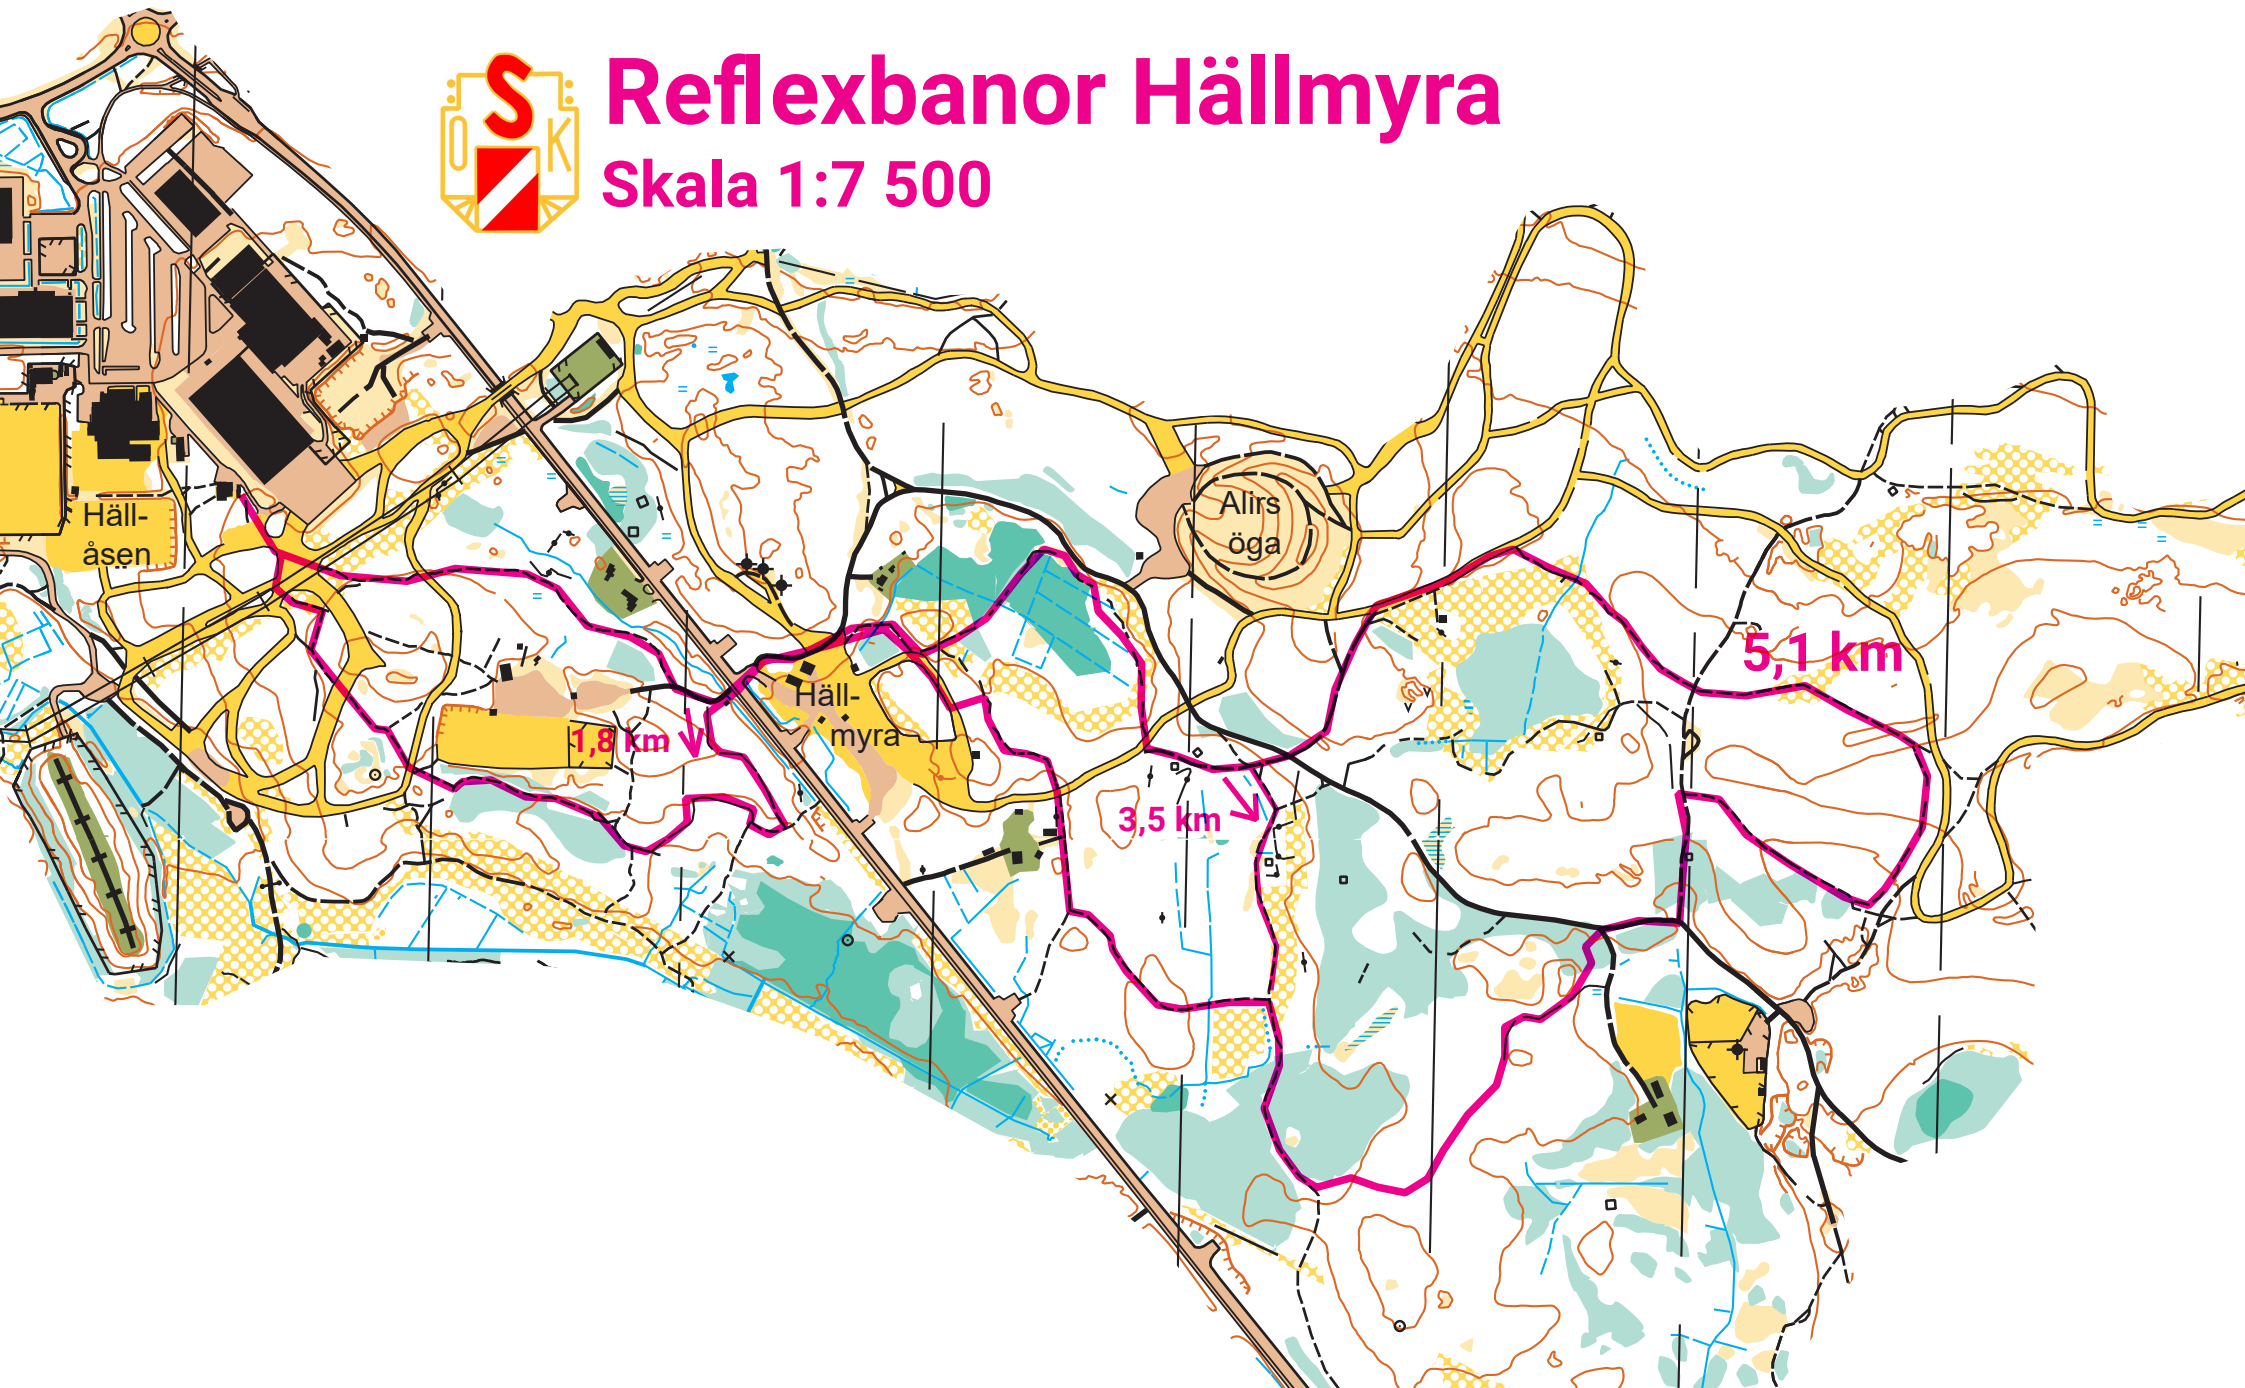 S
O K
Reflexbanor Hällmyra
Skala 1:7 500
Häll-
åsen
Alirs
öga
5,1 km
Häll-
myra
1,8 km
3,5 km